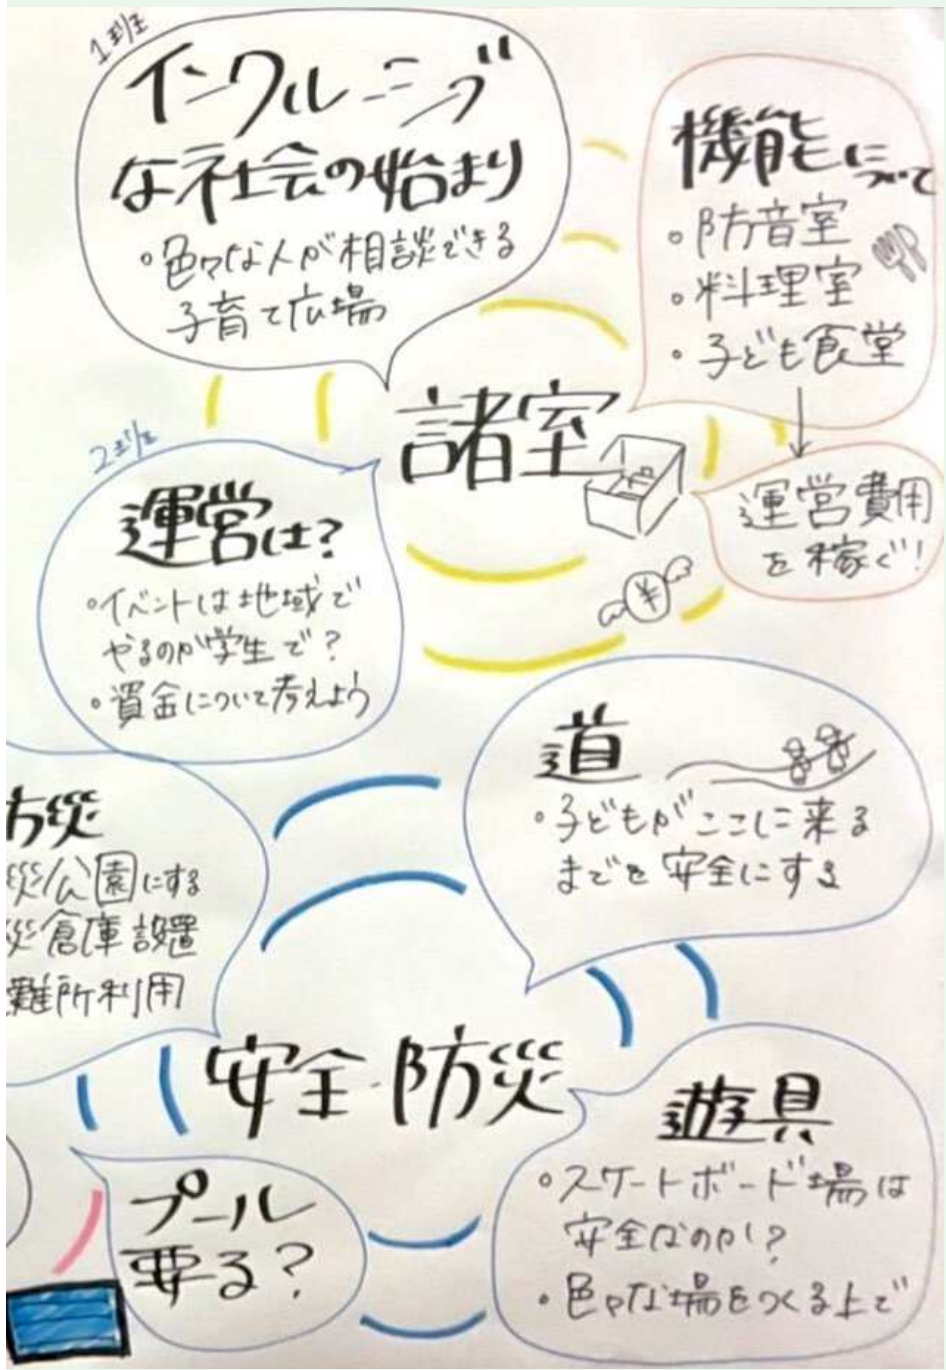 1班
インクルーシブ
な社会の始まり
・色々な人が相談できる
子育て広場
機能について
・防音室
・料理室
・子ども食堂
運営費用
を稼ぐ!
諸室
2班
運営は?
・イベントは地域で
やるのか学生で?
・資金について考えよう
¥
道
・子どもがここに来る
までを安全にする
防災
災公園にする
災倉庫設置
難所利用
安全・防災
遊具
・スケートボード場は
安全なのか?
・色々な場をつくる上で
プール
要る?